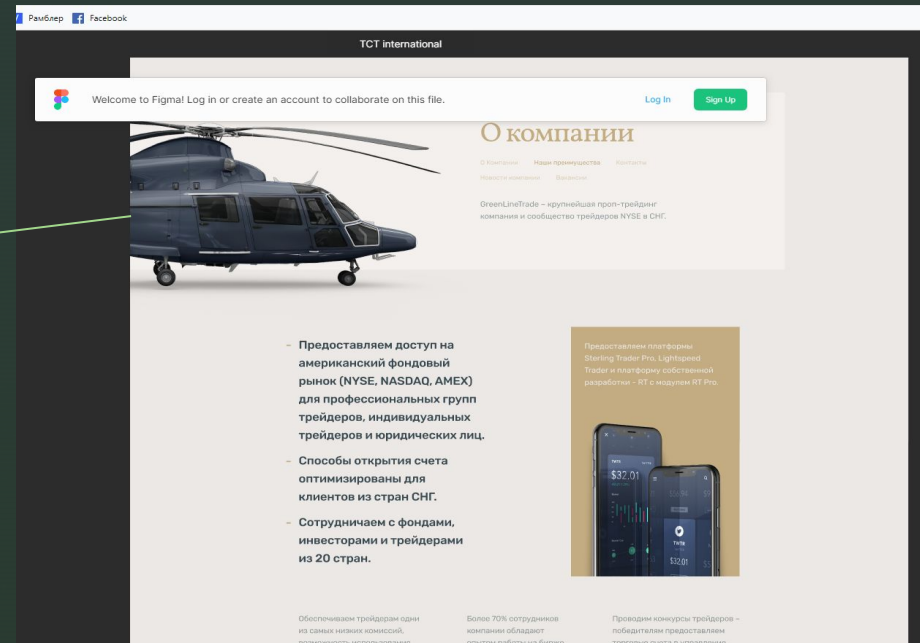 Рамблер Facebook
TCT international
Welcome to Figma! Log in or create an account to collaborate on this file. Log In Sign Up
О компании
О Компании Наши преимущества Контакты
Новости компании Вакансии
GreenLineTrade – крупнейшая проп-трейдинг
компания и сообщество трейдеров NYSE в СНГ.
– Предоставляем доступ на
американский фондовый
рынок (NYSE, NASDAQ, AMEX)
для профессиональных групп
трейдеров, индивидуальных
трейдеров и юридических лиц.
– Способы открытия счета
оптимизированы для
клиентов из стран СНГ.
– Сотрудничаем с фондами,
инвесторами и трейдерами
из 20 стран.
Предоставляем платформы
Sterling Trader Pro, Lightspeed
Trader и платформу собственной
разработки – RT с модулем RT Pro.
TWTR
$32.01
TWTR
$32.01
Обеспечиваем трейдерам одни
из самых низких комиссий,
Более 70% сотрудников
компании обладают
Проводим конкурсы трейдеров –
победителям предоставляем